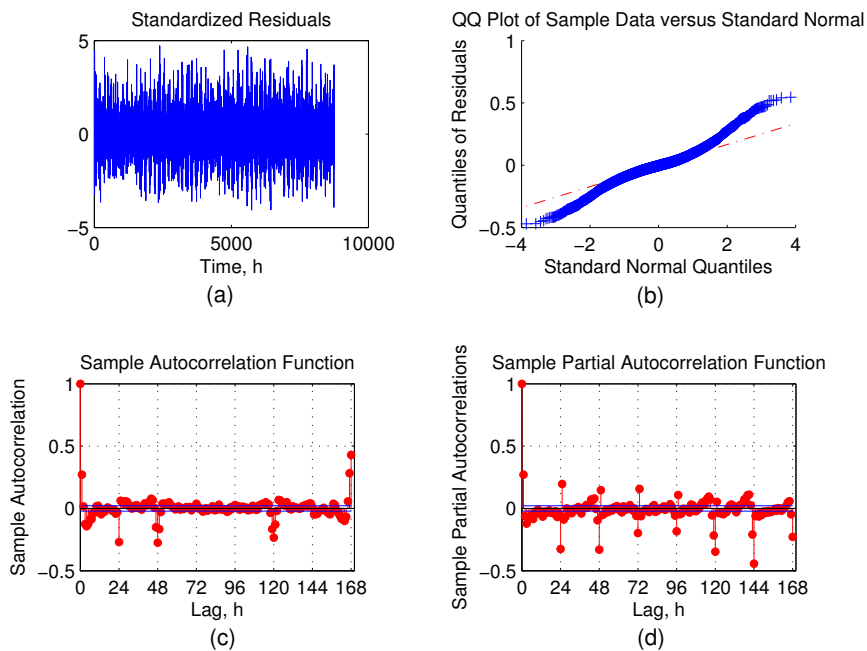 Standardized Residuals
5
0
−5
0
5000
10000
Time, h
(a)
QQ Plot of Sample Data versus Standard Normal
Quantiles of Residuals
1
0.5
0
−0.5
−4
−2
0
2
4
Standard Normal Quantiles
(b)
Sample Autocorrelation Function
Sample Autocorrelation
1
0.5
0
−0.5
0
24
48
72
96
120
144
168
Lag, h
(c)
Sample Partial Autocorrelation Function
Sample Partial Autocorrelations
1
0.5
0
−0.5
0
24
48
72
96
120
144
168
Lag, h
(d)